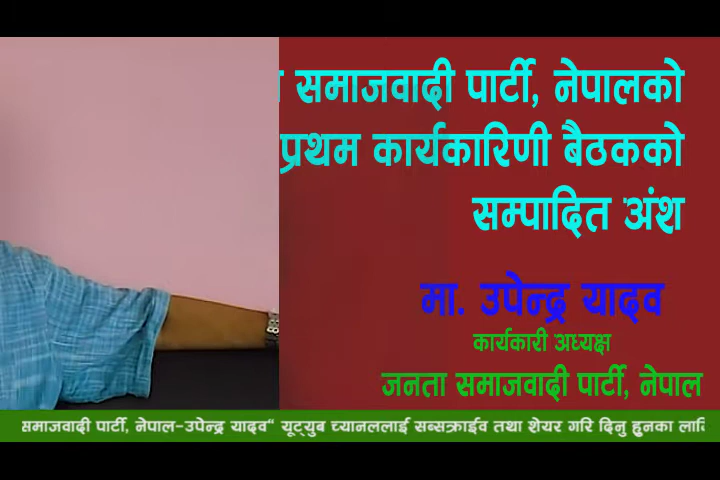 समाजवादी पार्टी, नेपालको
प्रथम कार्यकारिणी बैठकको
सम्पादित अंश
मा. उपेन्द्र यादव
कार्यकारी अध्यक्ष
जनता समाजवादी पार्टी, नेपाल
समाजवादी पार्टी, नेपाल-उपेन्द्र यादव“ यूट्युब च्यानललाई सब्सक्राईव तथा शेयर गरि दिनु हुनका